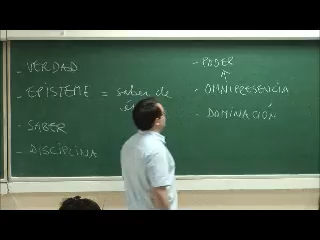 - VERDAD
- EPISTEME = saber de
- SABER
- DISCIPLINA
- PODER
- OMNIPRESENCIA
- DOMINACIÓN